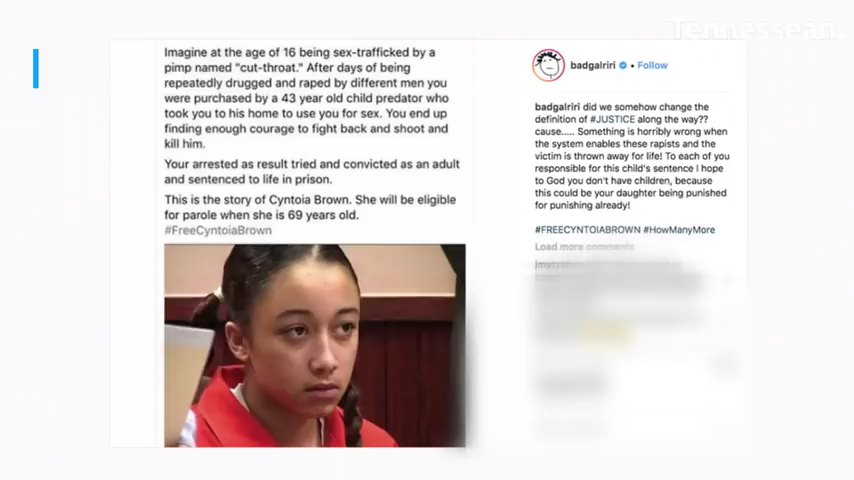 Tennessean.
Imagine at the age of 16 being sex-trafficked by a
pimp named "cut-throat." After days of being
repeatedly drugged and raped by different men you
were purchased by a 43 year old child predator who
took you to his home to use you for sex. You end up
finding enough courage to fight back and shoot and
kill him.
Your arrested as result tried and convicted as an adult
and sentenced to life in prison.
This is the story of Cyntoia Brown. She will be eligible
for parole when she is 69 years old.
#FreeCyntoiaBrown
badgalriri • Follow
badgalriri did we somehow change the
definition of #JUSTICE along the way??
cause..... Something is horribly wrong when
the system enables these rapists and the
victim is thrown away for life! To each of you
responsible for this child's sentence I hope
to God you don't have children, because
this could be your daughter being punished
for punishing already!
#FREECYNTOIABROWN #HowManyMore
Load more comments